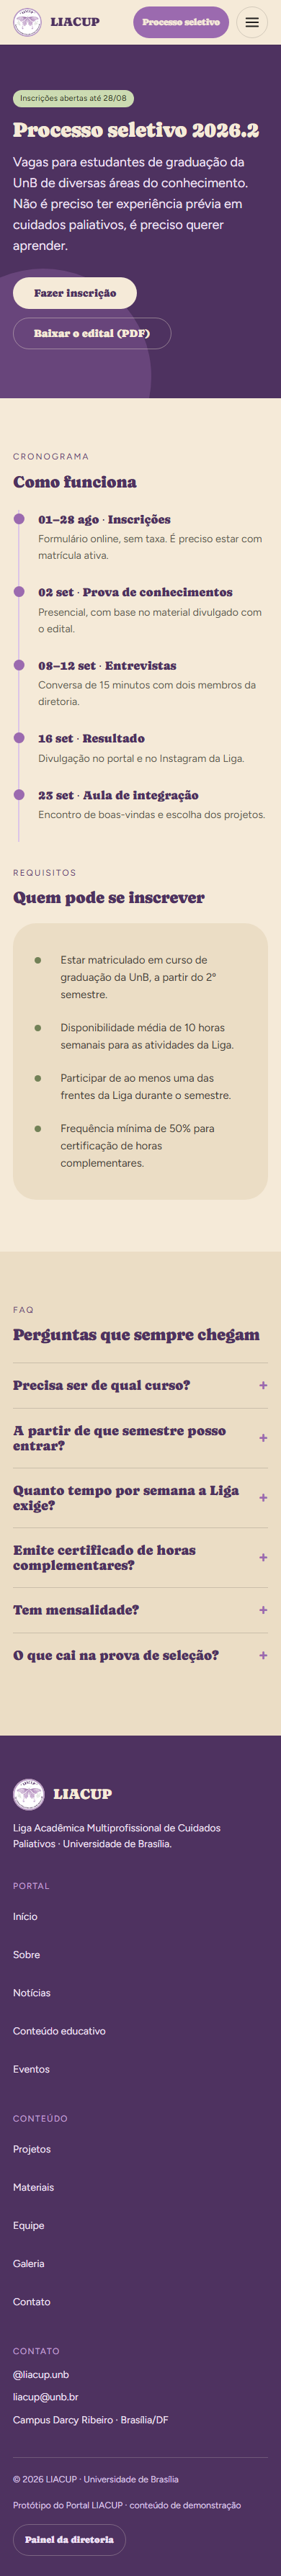 LIACUP
Processo seletivo
Inscrições abertas até 28/08
Processo seletivo 2026.2
Vagas para estudantes de graduação da
UnB de diversas áreas do conhecimento.
Não é preciso ter experiência prévia em
cuidados paliativos, é preciso querer
aprender.
Fazer inscrição
Baixar o edital (PDF)
CRONOGRAMA
Como funciona
01–28 ago · Inscrições
Formulário online, sem taxa. É preciso estar com
matrícula ativa.
02 set · Prova de conhecimentos
Presencial, com base no material divulgado com
o edital.
08–12 set · Entrevistas
Conversa de 15 minutos com dois membros da
diretoria.
16 set · Resultado
Divulgação no portal e no Instagram da Liga.
23 set · Aula de integração
Encontro de boas-vindas e escolha dos projetos.
REQUISITOS
Quem pode se inscrever
Estar matriculado em curso de
graduação da UnB, a partir do 2º
semestre.
Disponibilidade média de 10 horas
semanais para as atividades da Liga.
Participar de ao menos uma das
frentes da Liga durante o semestre.
Frequência mínima de 50% para
certificação de horas
complementares.
FAQ
Perguntas que sempre chegam
Precisa ser de qual curso? +
A partir de que semestre posso
entrar? +
Quanto tempo por semana a Liga
exige? +
Emite certificado de horas
complementares? +
Tem mensalidade? +
O que cai na prova de seleção? +
LIACUP
Liga Acadêmica Multiprofissional de Cuidados
Paliativos · Universidade de Brasília.
PORTAL
Início
Sobre
Notícias
Conteúdo educativo
Eventos
CONTEÚDO
Projetos
Materiais
Equipe
Galeria
Contato
CONTATO
@liacup.unb
liacup@unb.br
Campus Darcy Ribeiro · Brasília/DF
© 2026 LIACUP · Universidade de Brasília
Protótipo do Portal LIACUP · conteúdo de demonstração
Painel da diretoria